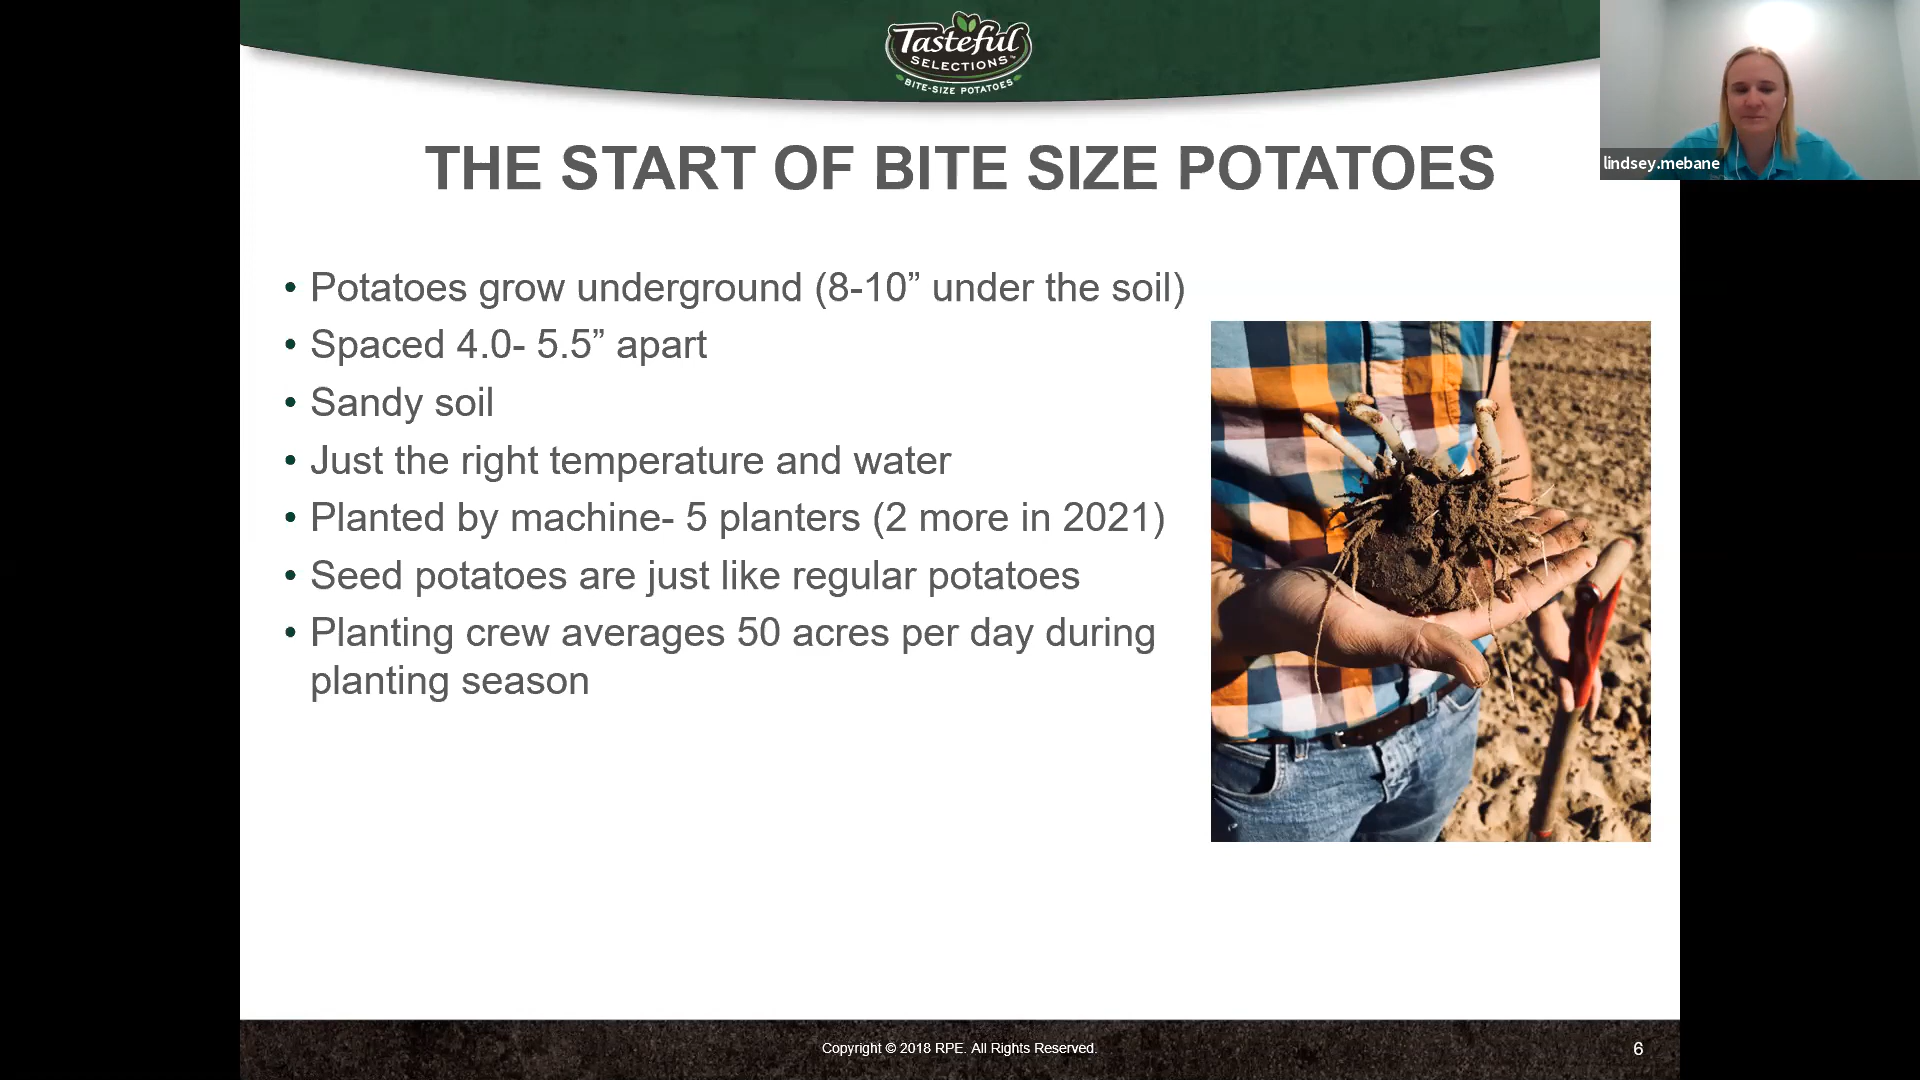 Tasteful
SELECTIONS
BITE-SIZE POTATOES
lindsey.mebane
THE START OF BITE SIZE POTATOES
• Potatoes grow underground (8-10” under the soil)
• Spaced 4.0- 5.5” apart
• Sandy soil
• Just the right temperature and water
• Planted by machine- 5 planters (2 more in 2021)
• Seed potatoes are just like regular potatoes
• Planting crew averages 50 acres per day during
planting season
Copyright © 2018 RPE. All Rights Reserved.
6